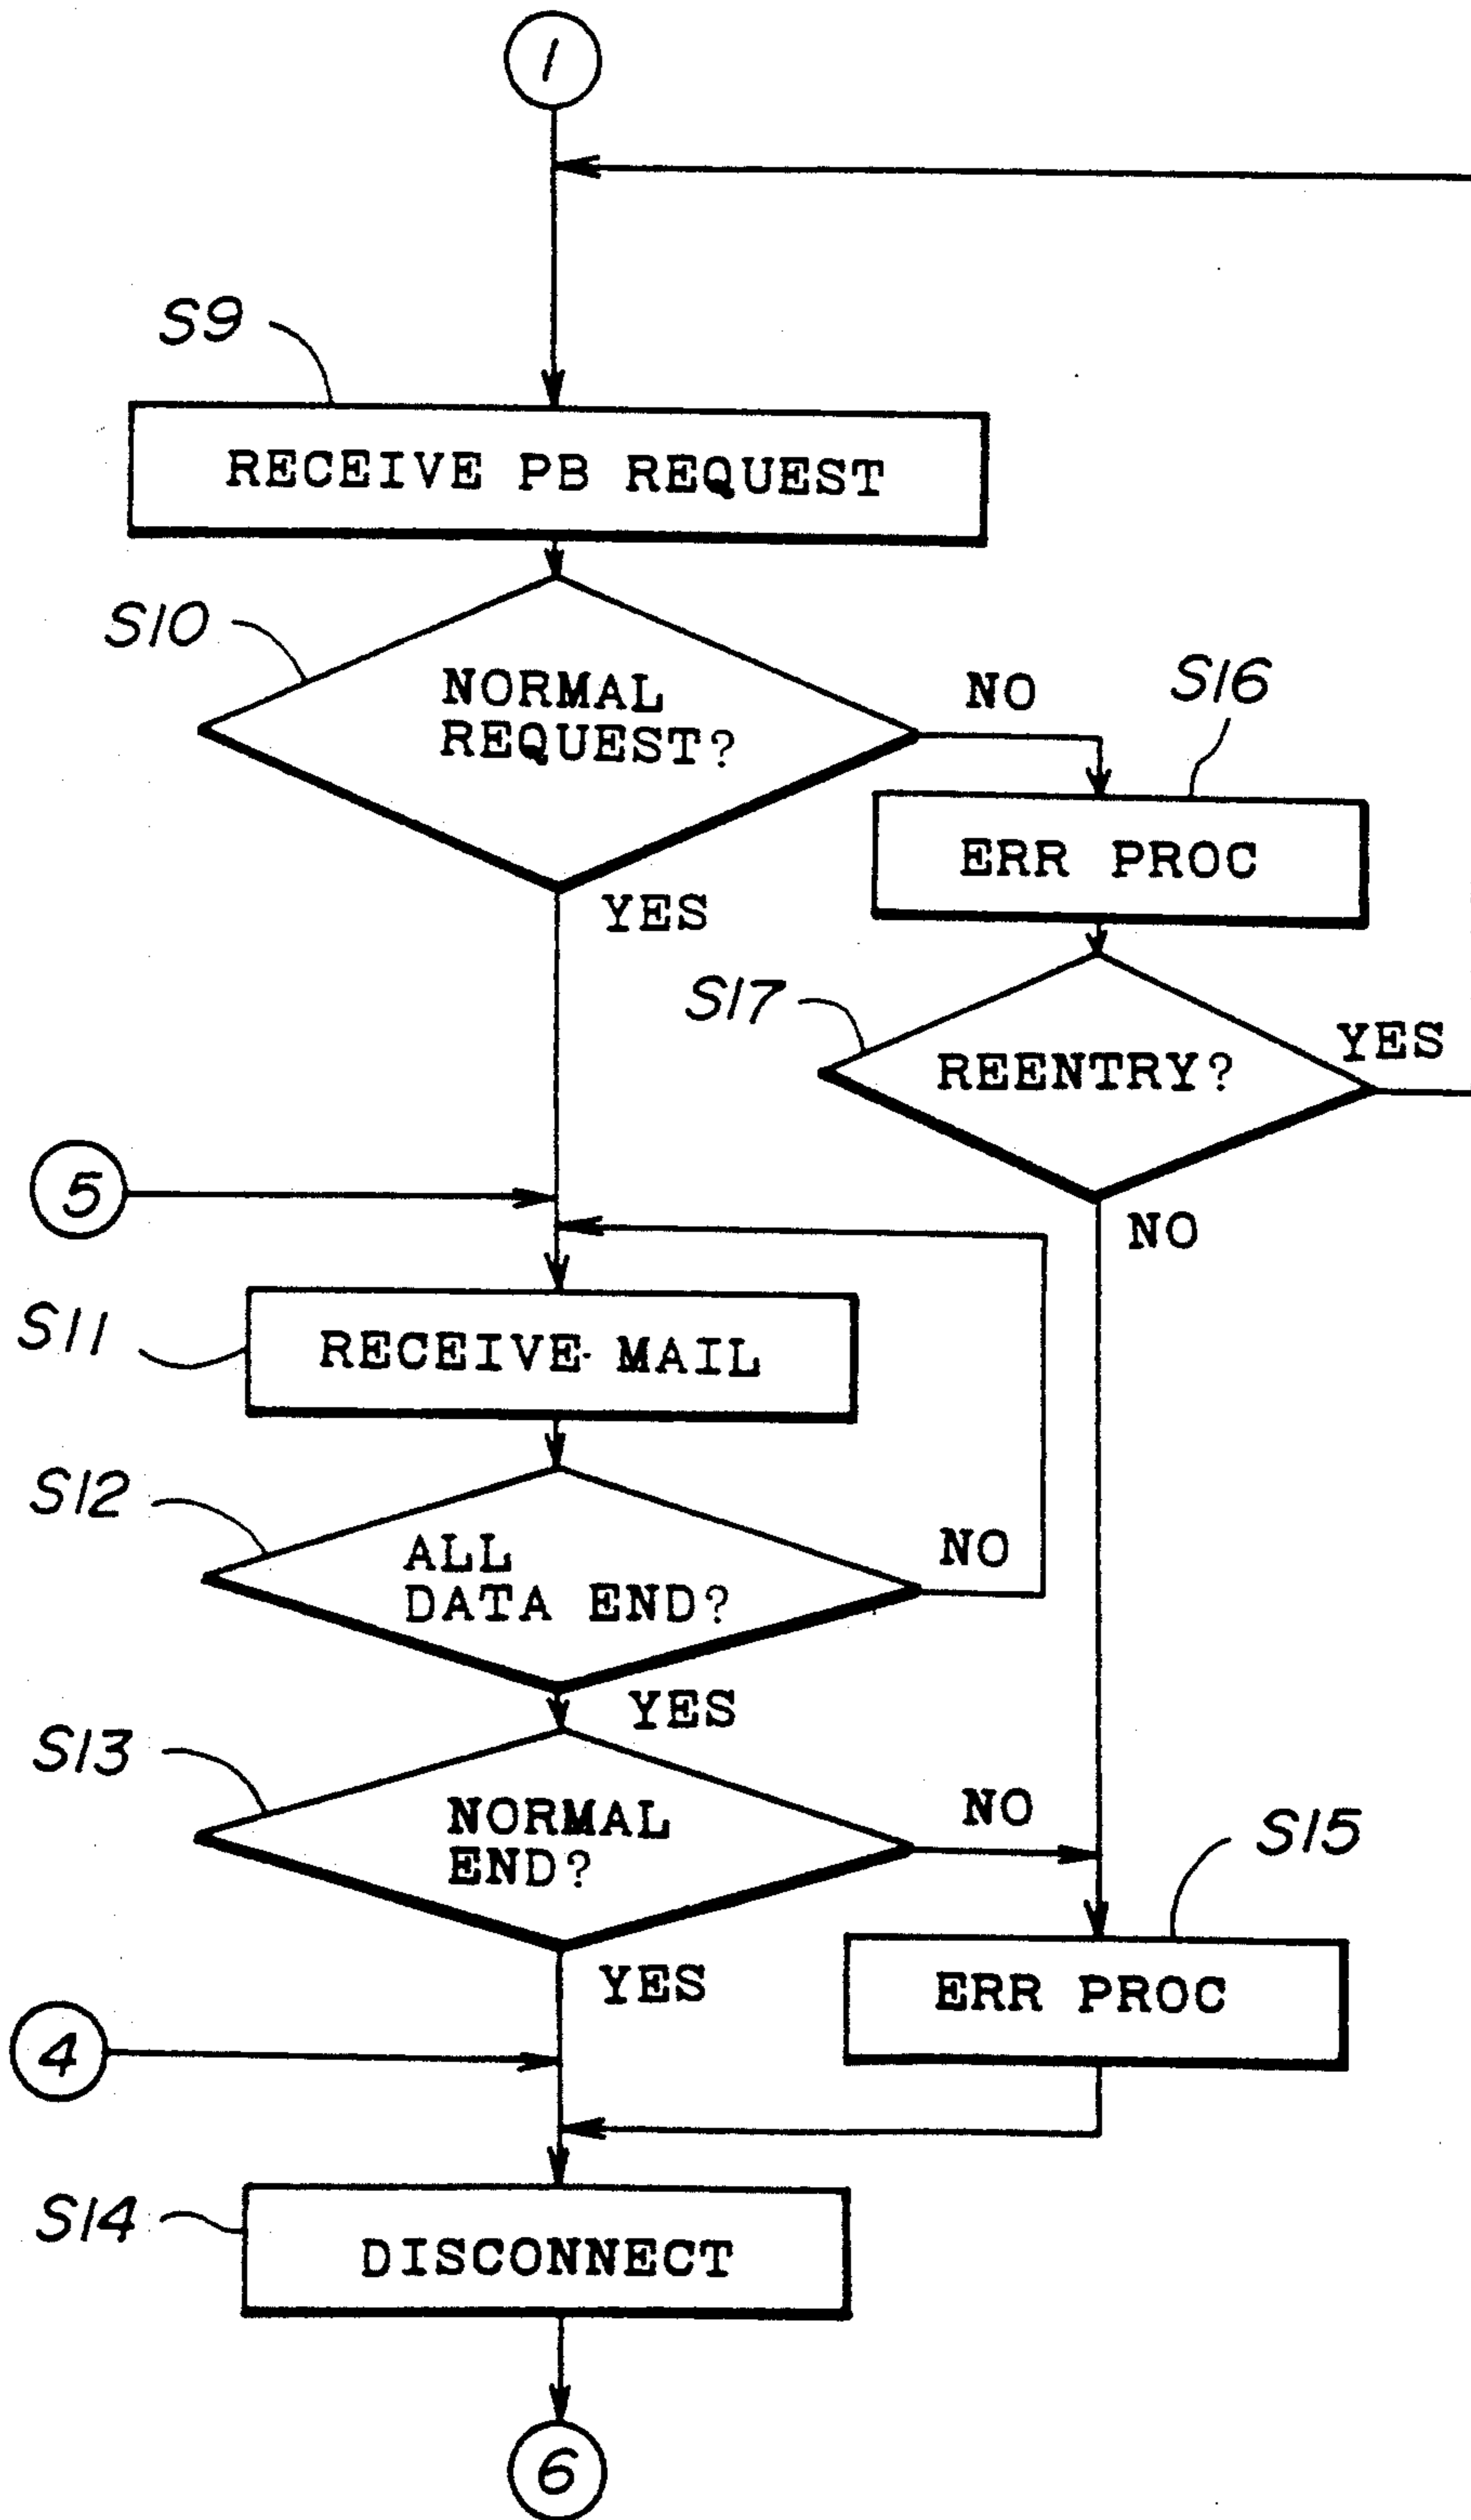 1
S9
RECEIVE PB REQUEST
S10
NORMAL
REQUEST?
NO
S16
YES
ERR PROC
S17
REENTRY?
YES
NO
5
S11
RECEIVE MAIL
S12
ALL
DATA END?
NO
YES
S13
NORMAL
END?
NO
S15
YES
ERR PROC
4
S14
DISCONNECT
6